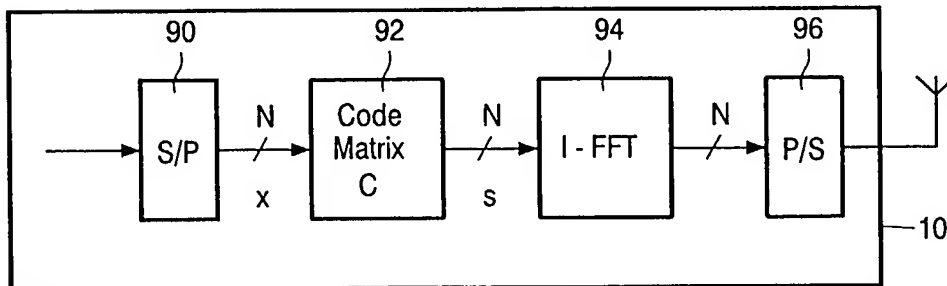 90 92 94 96
N N N
S/P Code Matrix C I - FFT P/S
x s
10